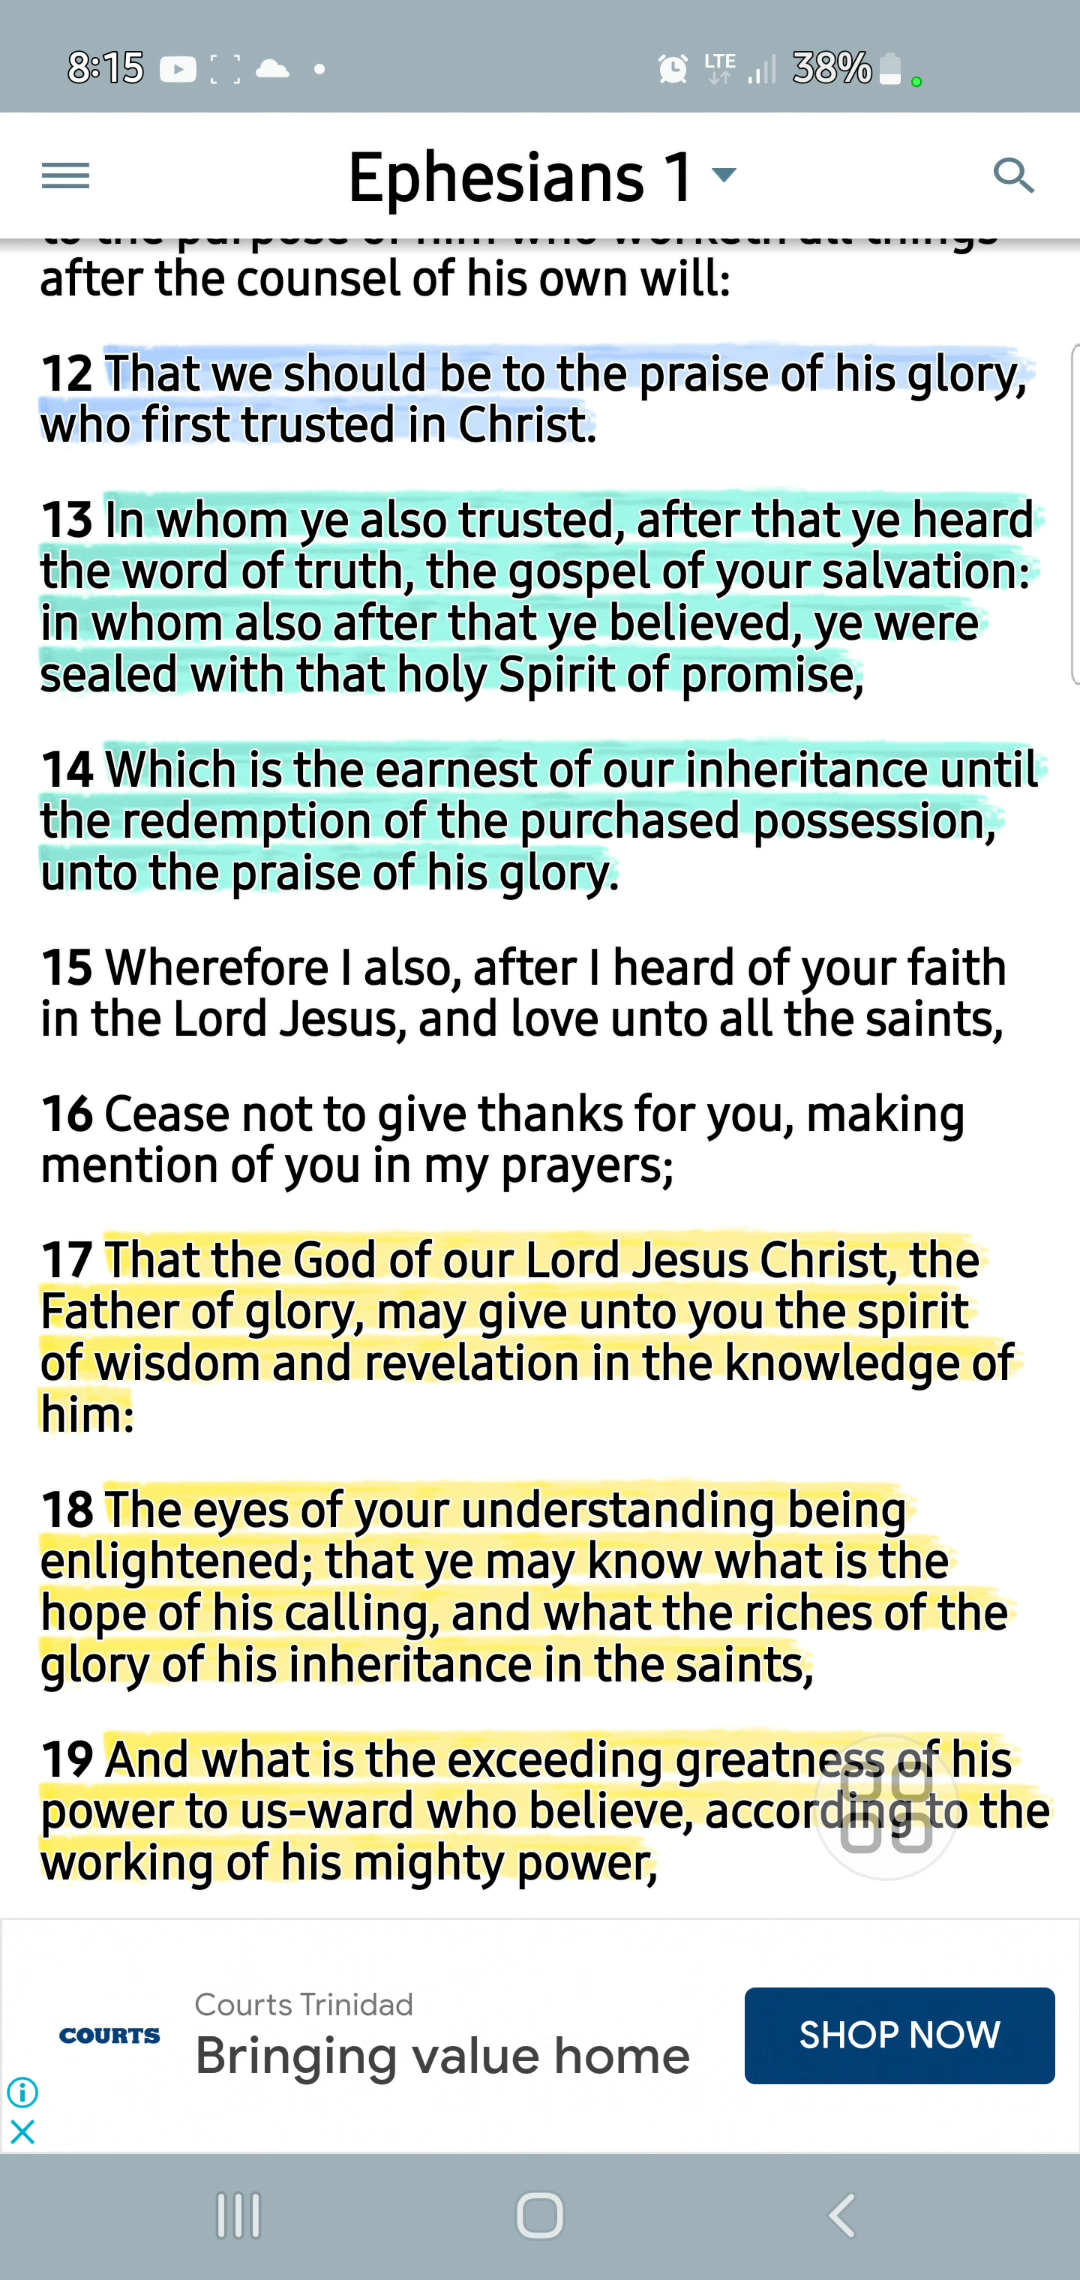 8:15 LTE 38%
Ephesians 1
after the counsel of his own will:
12 That we should be to the praise of his glory,
who first trusted in Christ.
13 In whom ye also trusted, after that ye heard
the word of truth, the gospel of your salvation:
in whom also after that ye believed, ye were
sealed with that holy Spirit of promise,
14 Which is the earnest of our inheritance until
the redemption of the purchased possession,
unto the praise of his glory.
15 Wherefore I also, after I heard of your faith
in the Lord Jesus, and love unto all the saints,
16 Cease not to give thanks for you, making
mention of you in my prayers;
17 That the God of our Lord Jesus Christ, the
Father of glory, may give unto you the spirit
of wisdom and revelation in the knowledge of
him:
18 The eyes of your understanding being
enlightened; that ye may know what is the
hope of his calling, and what the riches of the
glory of his inheritance in the saints,
19 And what is the exceeding greatness of his
power to us-ward who believe, according to the
working of his mighty power,
Courts Trinidad
COURTS
Bringing value home
SHOP NOW